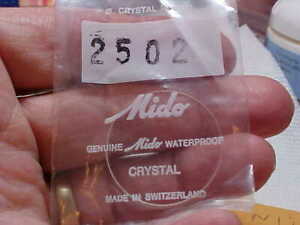 CRYSTAL
2502
Mido
GENUINE Mido WATERPROOF
CRYSTAL
MADE IN SWITZERLAND